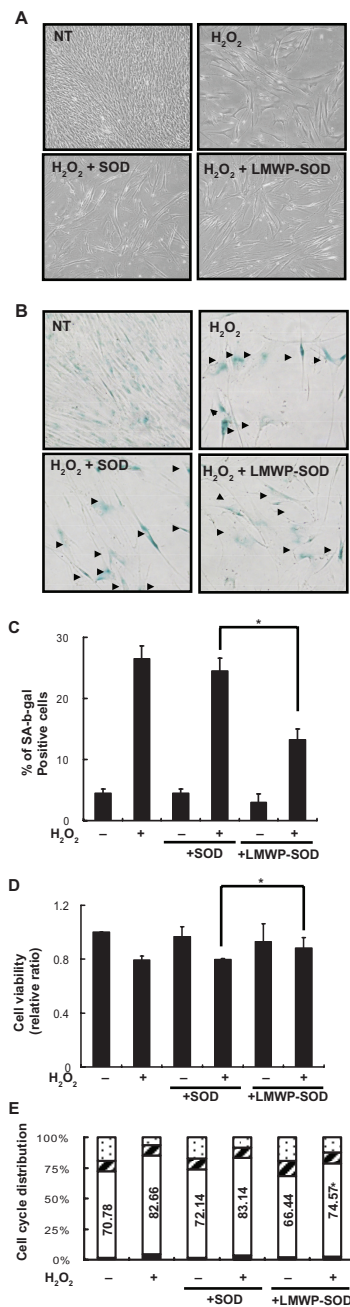 A
NT
H₂O₂
H₂O₂ + SOD
H₂O₂ + LMWP-SOD
B
NT
H₂O₂
H₂O₂ + SOD
H₂O₂ + LMWP-SOD
C
% of SA-b-gal
Positive cells
30
20
10
0
*
H₂O₂ – + – + – +
+SOD +LMWP-SOD
D
Cell viability
(relative ratio)
1.2
0.8
0.4
0
*
H₂O₂ – + – + – +
+SOD +LMWP-SOD
E
Cell cycle distribution
100%
75%
50%
25%
0%
70.78 82.66 72.14 83.14 66.44 74.57*
H₂O₂ – + – + – +
+SOD +LMWP-SOD